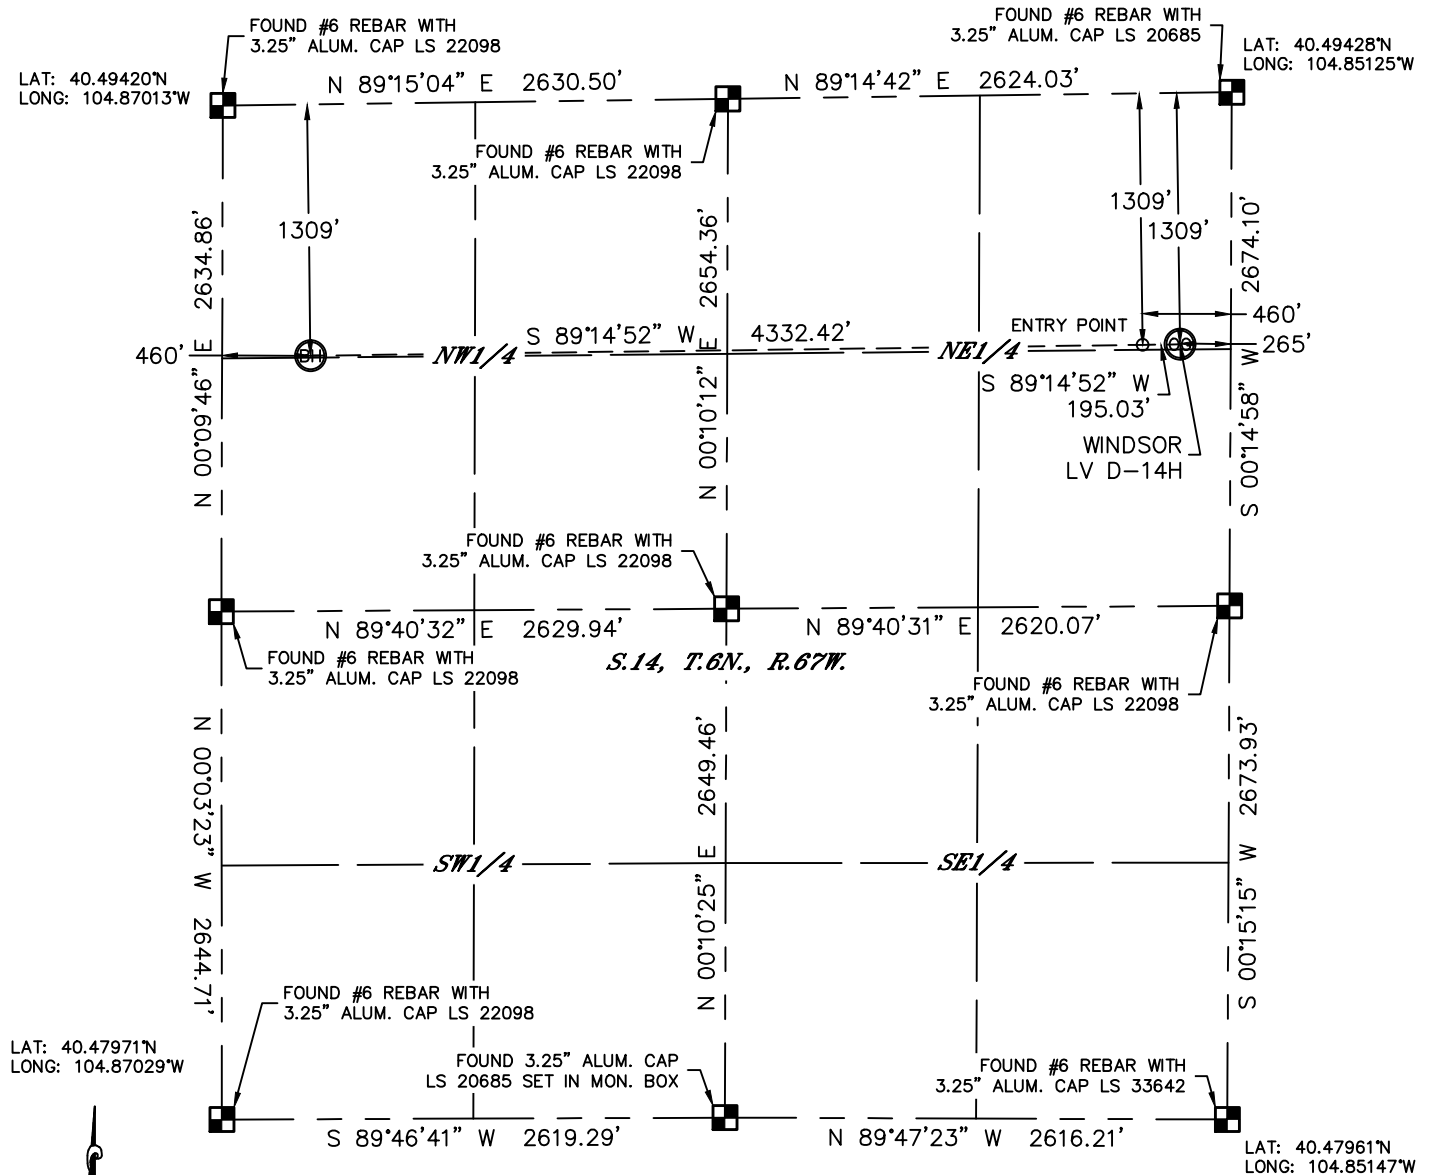 FOUND #6 REBAR WITH
3.25" ALUM. CAP LS 22098
FOUND #6 REBAR WITH
3.25" ALUM. CAP LS 20685
LAT: 40.49420°N
LONG: 104.87013°W
LAT: 40.49428°N
LONG: 104.85125°W
N 89°15'04" E 2630.50'
N 89°14'42" E 2624.03'
FOUND #6 REBAR WITH
3.25" ALUM. CAP LS 22098
1309'
1309'
1309'
N 00°09'46" E 2634.86'
N 00°10'12" E 2654.36'
S 00°14'58" W 2674.10'
460'
BH
NW1/4
S 89°14'52" W 4332.42'
ENTRY POINT
NE1/4
460'
265'
S 89°14'52" W
195.03'
WINDSOR
LV D-14H
FOUND #6 REBAR WITH
3.25" ALUM. CAP LS 22098
N 89°40'32" E 2629.94'
N 89°40'31" E 2620.07'
FOUND #6 REBAR WITH
3.25" ALUM. CAP LS 22098
S.14, T.6N., R.67W.
FOUND #6 REBAR WITH
3.25" ALUM. CAP LS 22098
N 00°03'23" W 2644.71'
N 00°10'25" E 2649.46'
S 00°15'15" W 2673.93'
SW1/4
SE1/4
FOUND #6 REBAR WITH
3.25" ALUM. CAP LS 22098
LAT: 40.47971°N
LONG: 104.87029°W
FOUND 3.25" ALUM. CAP
LS 20685 SET IN MON. BOX
FOUND #6 REBAR WITH
3.25" ALUM. CAP LS 33642
S 89°46'41" W 2619.29'
N 89°47'23" W 2616.21'
LAT: 40.47961°N
LONG: 104.85147°W